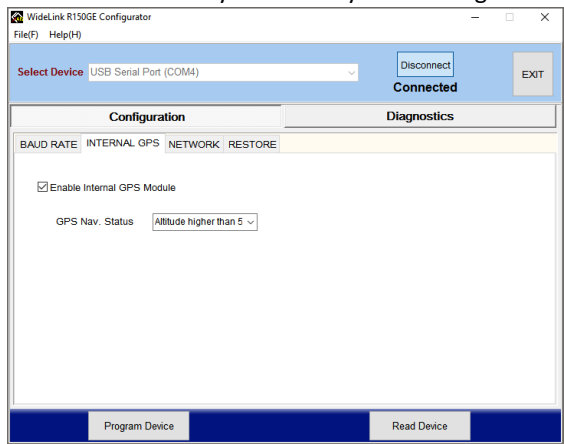 WideLink R150GE Configurator
File(F) Help(H)
Select Device USB Serial Port (COM4) Disconnect EXIT
Connected
Configuration Diagnostics
BAUD RATE INTERNAL GPS NETWORK RESTORE
Enable Internal GPS Module
GPS Nav. Status Altitude higher than 5
Program Device Read Device